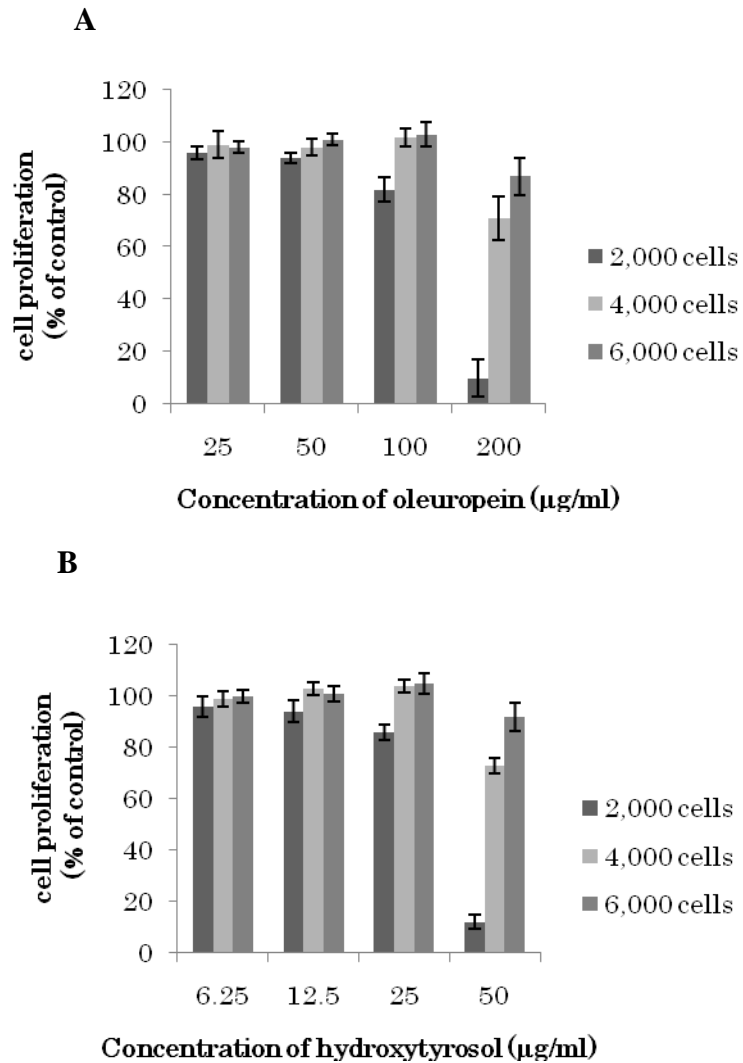 A
cell proliferation
(% of control)
120
100
80
60
40
20
0
25 50 100 200
Concentration of oleuropein (µg/ml)
2,000 cells
4,000 cells
6,000 cells
B
cell proliferation
(% of control)
120
100
80
60
40
20
0
6.25 12.5 25 50
Concentration of hydroxytyrosol (µg/ml)
2,000 cells
4,000 cells
6,000 cells